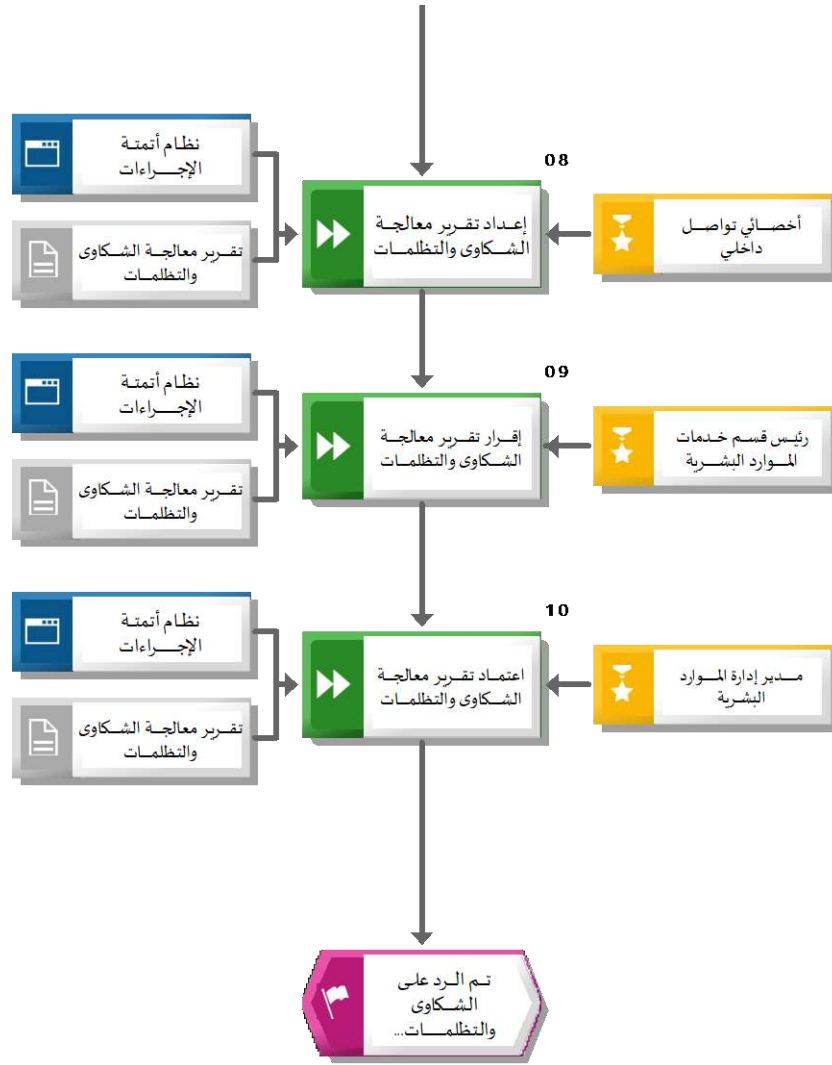 08
أخصائي تواصل
داخلي
إعداد تقرير معالجة
الشكاوى والتظلمات
نظام أتمتة
الإجراءات
تقرير معالجة الشكاوى
والتظلمات
09
رئيس قسم خدمات
الموارد البشرية
إقرار تقرير معالجة
الشكاوى والتظلمات
نظام أتمتة
الإجراءات
تقرير معالجة الشكاوى
والتظلمات
10
مدير إدارة الموارد
البشرية
اعتماد تقرير معالجة
الشكاوى والتظلمات
نظام أتمتة
الإجراءات
تقرير معالجة الشكاوى
والتظلمات
تم الرد على
الشكاوى
والتظلمات...